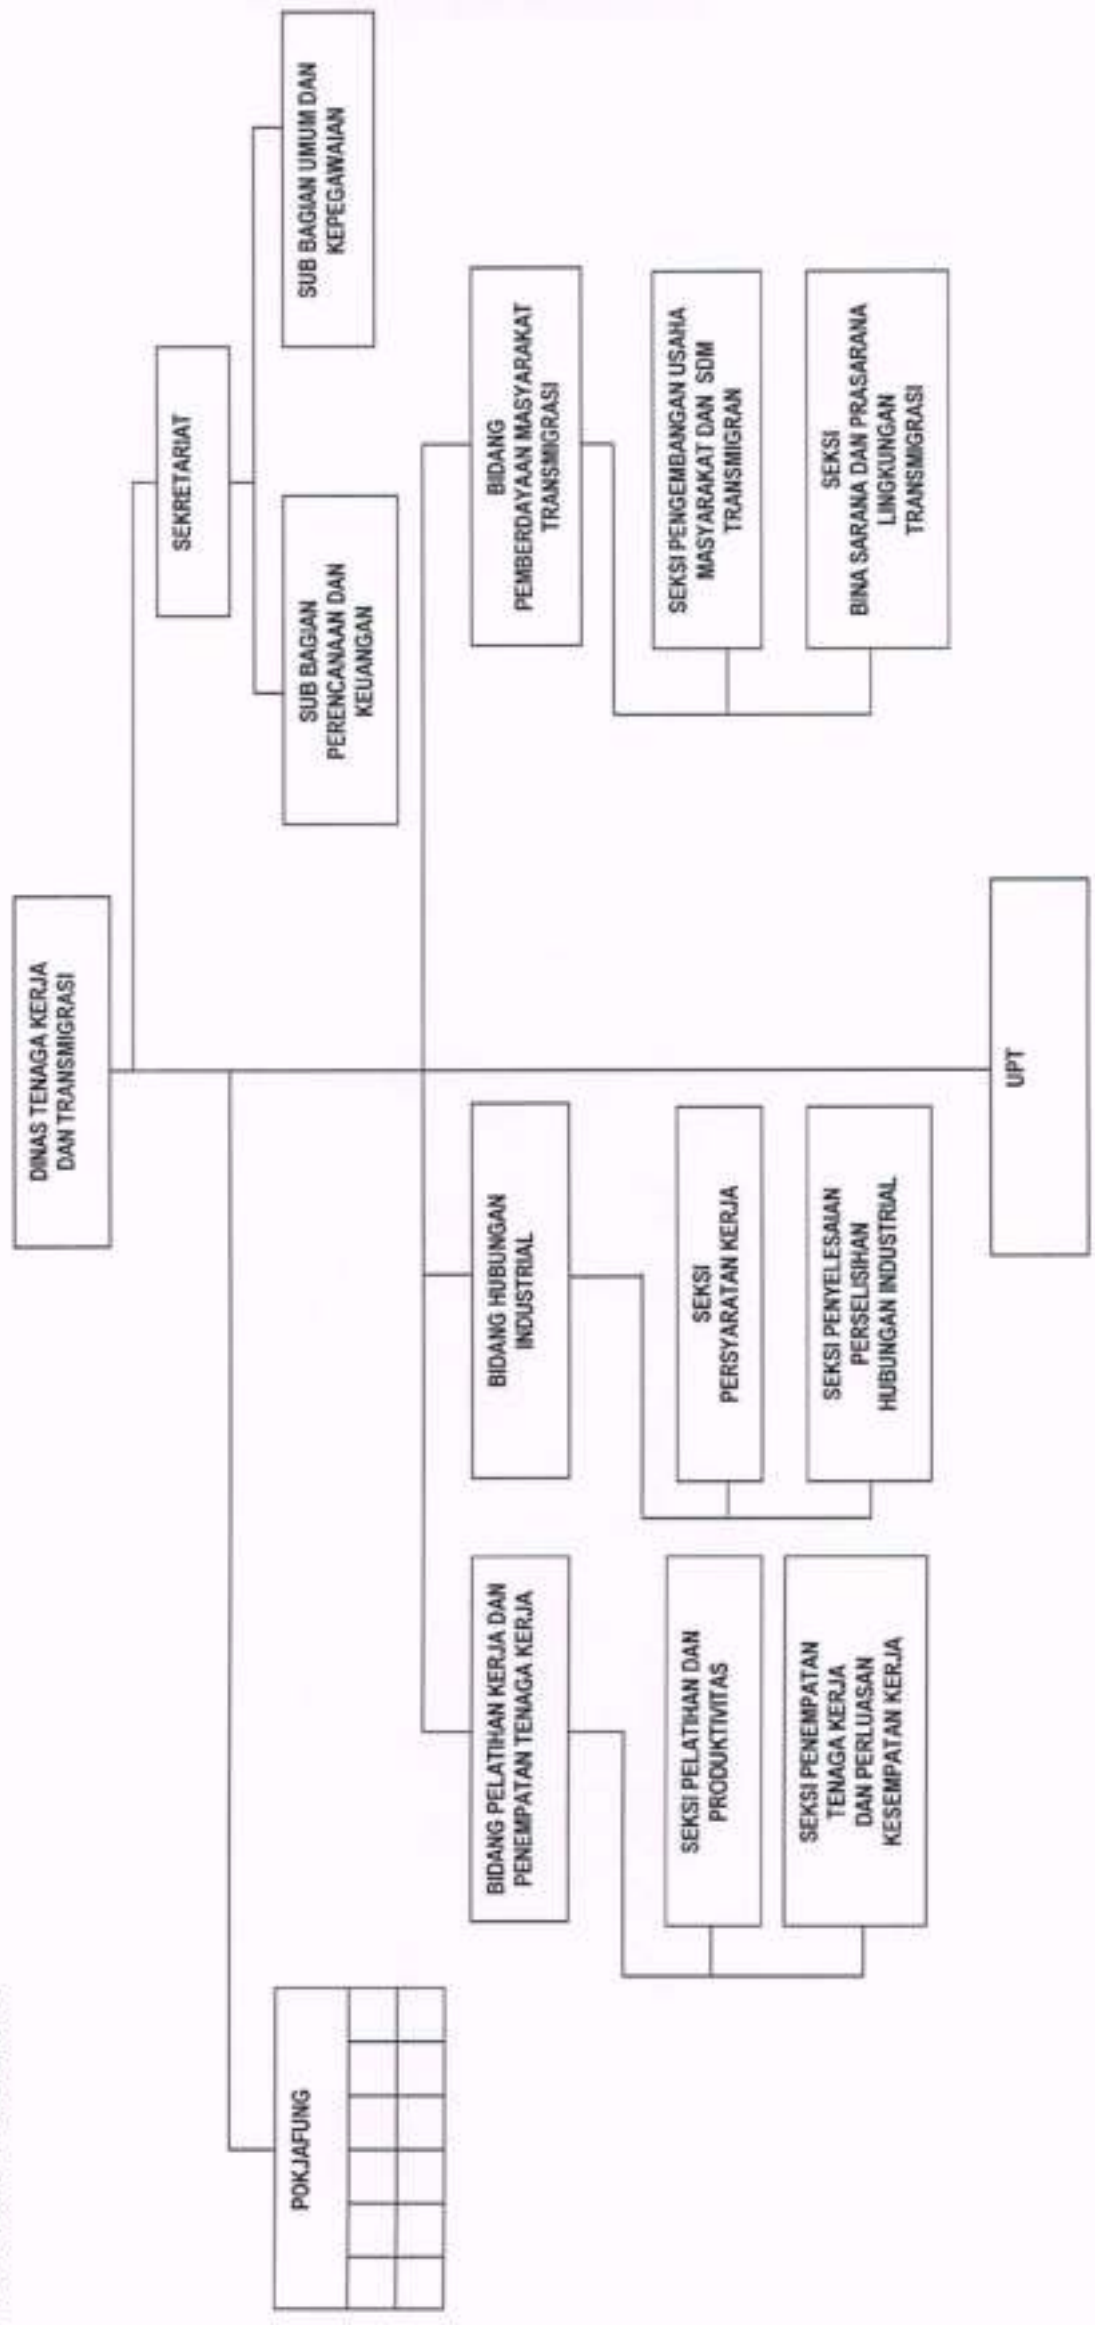 DINAS TENAGA KERJA
DAN TRANSMIGRASI
SEKRETARIAT
POKJAFUNG
SUB BAGIAN
PERENCANAAN DAN
KEUANGAN
SUB BAGIAN UMUM DAN
KEPEGAWAIAN
BIDANG PELATIHAN KERJA DAN
PENEMPATAN TENAGA KERJA
BIDANG HUBUNGAN
INDUSTRIAL
BIDANG
PEMBERDAYAAN MASYARAKAT
TRANSMIGRASI
SEKSI PELATIHAN DAN
PRODUKTIVITAS
SEKSI
PERSYARATAN KERJA
SEKSI PENGEMBANGAN USAHA
MASYARAKAT DAN SDM
TRANSMIGRAN
SEKSI PENEMPATAN
TENAGA KERJA
DAN PERLUASAN
KESEMPATAN KERJA
SEKSI PENYELESAIAN
PERSELISIHAN
HUBUNGAN INDUSTRIAL
SEKSI
BINA SARANA DAN PRASARANA
LINGKUNGAN
TRANSMIGRASI
UPT